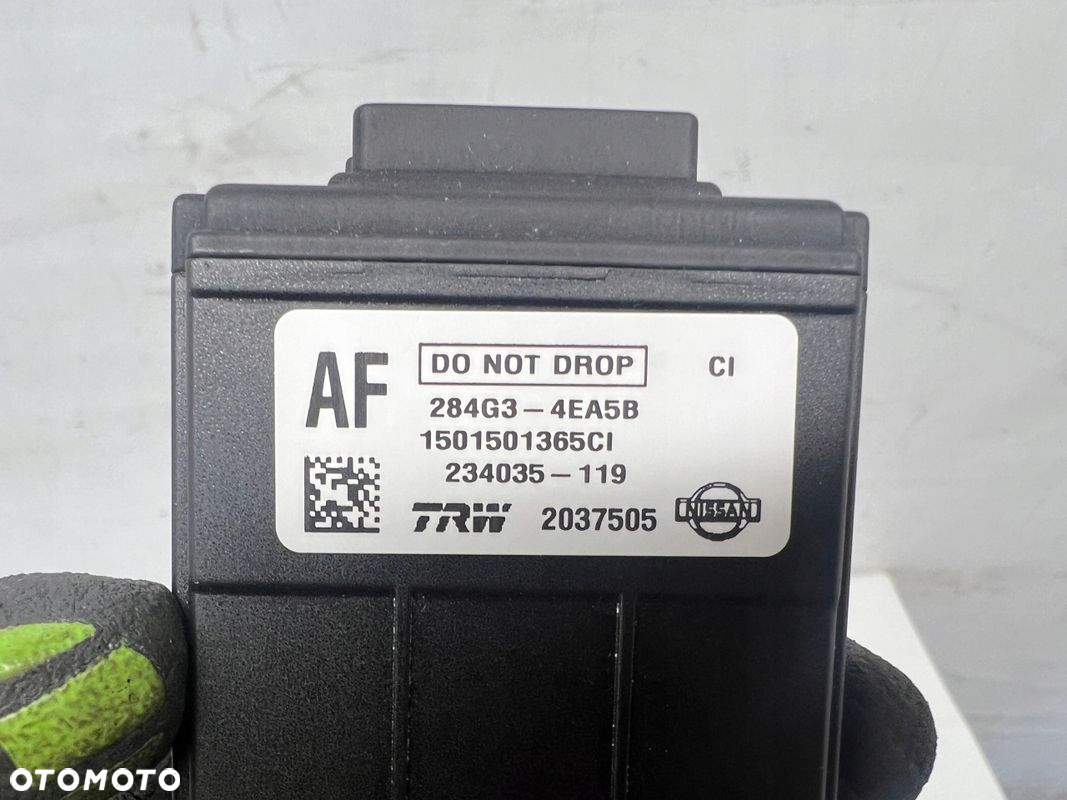 AF
DO NOT DROP
CI
284G3-4EA5B
1501501365CI
234035-119
TRW 2037505 NISSAN
OTOMOTO